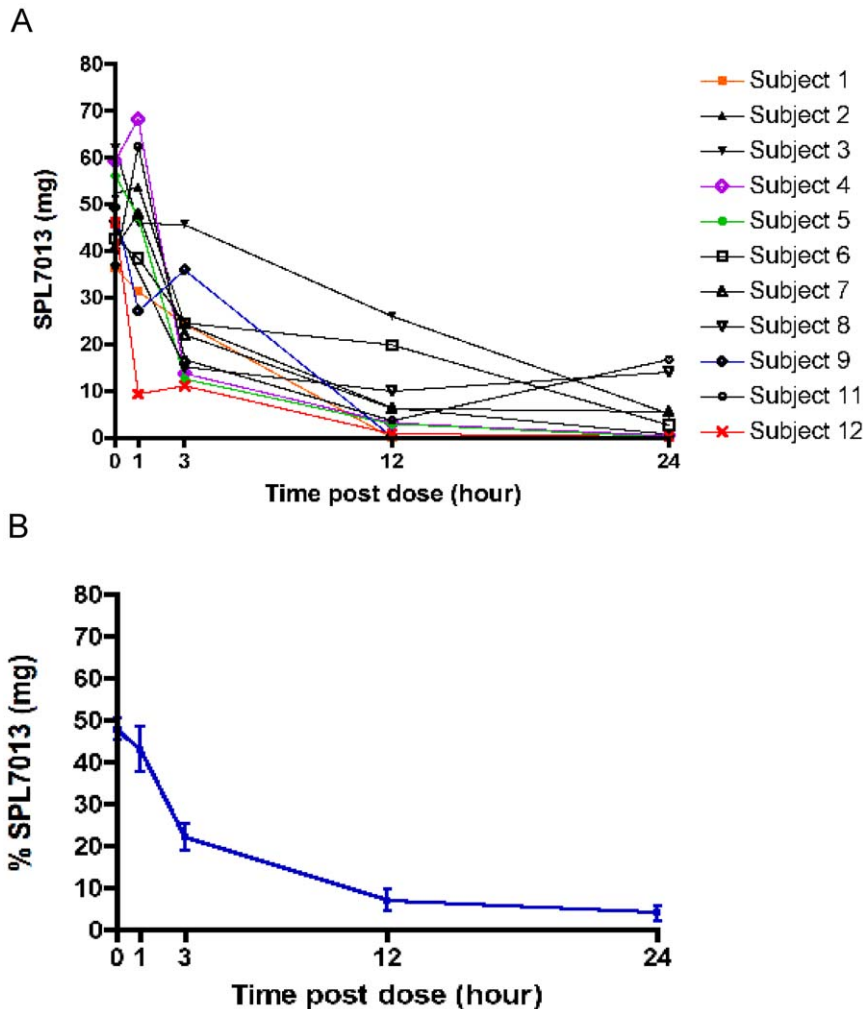 A
80
70
60
50
40
30
20
10
0
SPL7013 (mg)
0 1 3 12 24
Time post dose (hour)
Subject 1
Subject 2
Subject 3
Subject 4
Subject 5
Subject 6
Subject 7
Subject 8
Subject 9
Subject 11
Subject 12
B
80
70
60
50
40
30
20
10
0
% SPL7013 (mg)
0 1 3 12 24
Time post dose (hour)